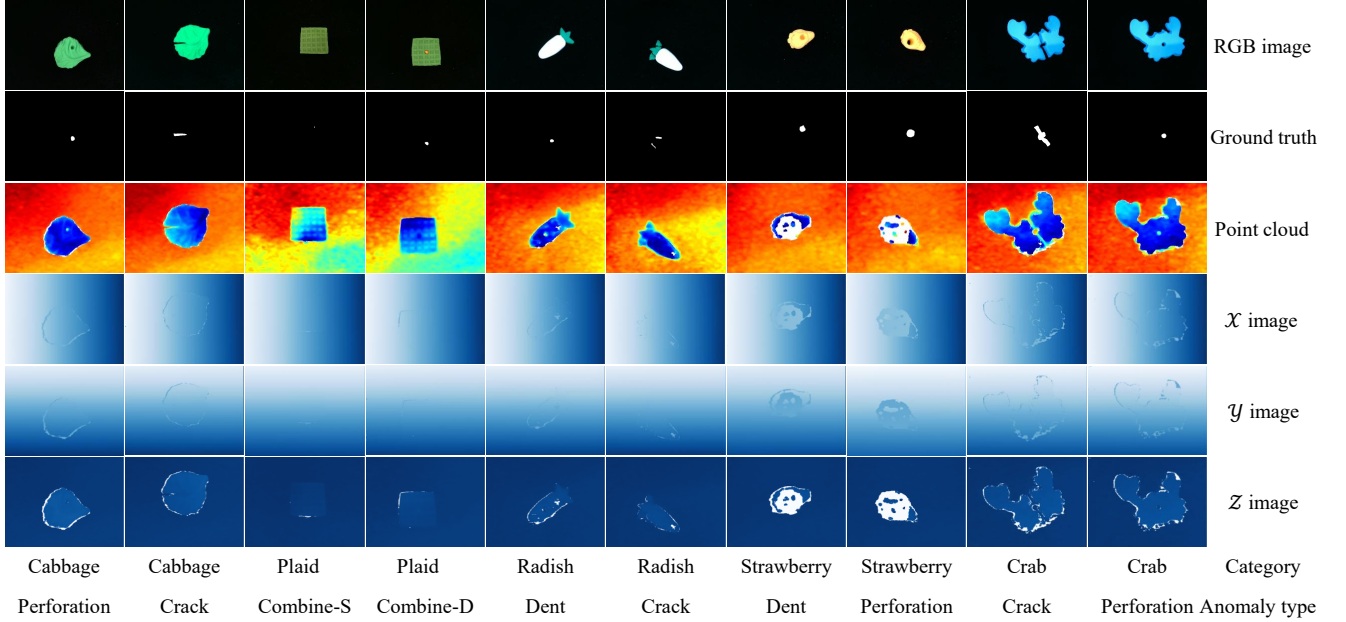 RGB image
Ground truth
Point cloud
𝒳 image
𝒴 image
𝒵 image
Cabbage Cabbage Plaid Plaid Radish Radish Strawberry Strawberry Crab Crab Category
Perforation Crack Combine-S Combine-D Dent Crack Dent Perforation Crack Perforation Anomaly type